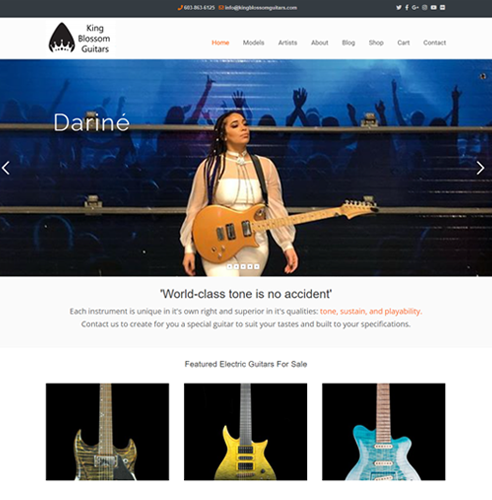 603-863-6125 info@kingblossomguitars.com
King
Blossom
Guitars
Home Models Artists About Blog Shop Cart Contact
Dariné
'World-class tone is no accident'
Each instrument is unique in it's own right and superior in it's qualities: tone, sustain, and playability.
Contact us to create for you a special guitar to suit your tastes and built to your specifications.
Featured Electric Guitars For Sale